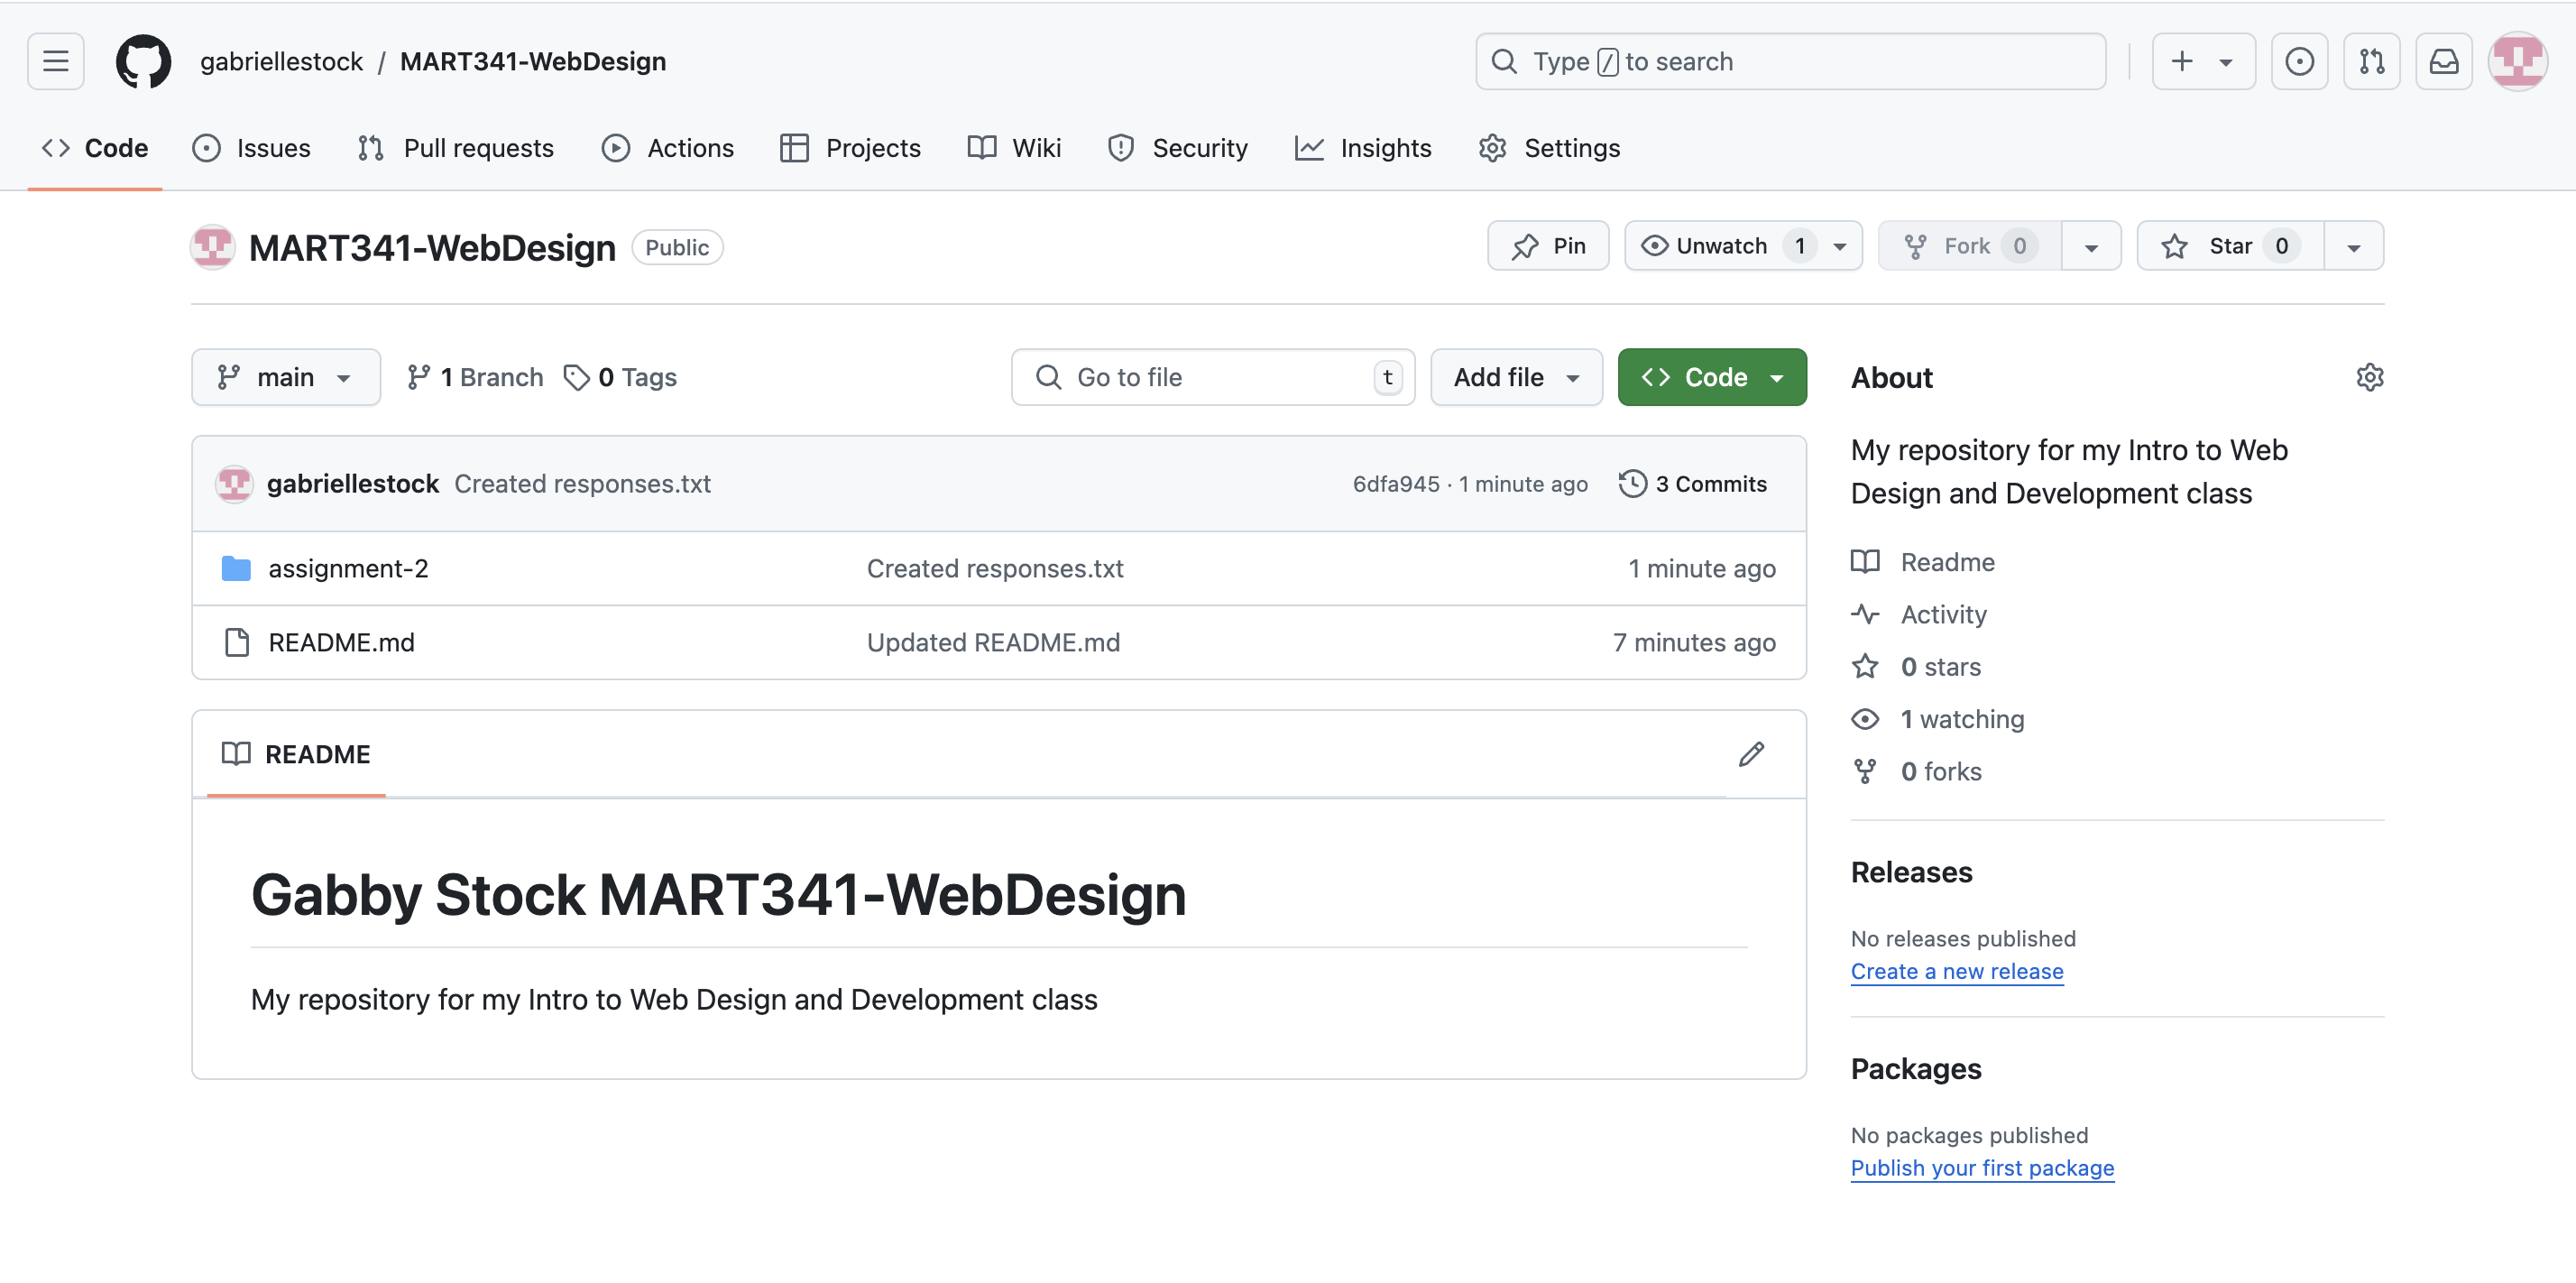 gabriellestock / MART341-WebDesign
Type / to search
Code Issues Pull requests Actions Projects Wiki Security Insights Settings
MART341-WebDesign Public
Pin Unwatch 1 Fork 0 Star 0
main 1 Branch 0 Tags
Go to file t Add file Code
gabriellestock Created responses.txt 6dfa945 · 1 minute ago 3 Commits
assignment-2 Created responses.txt 1 minute ago
README.md Updated README.md 7 minutes ago
README
Gabby Stock MART341-WebDesign
My repository for my Intro to Web Design and Development class
About
My repository for my Intro to Web
Design and Development class
Readme
Activity
0 stars
1 watching
0 forks
Releases
No releases published
Create a new release
Packages
No packages published
Publish your first package